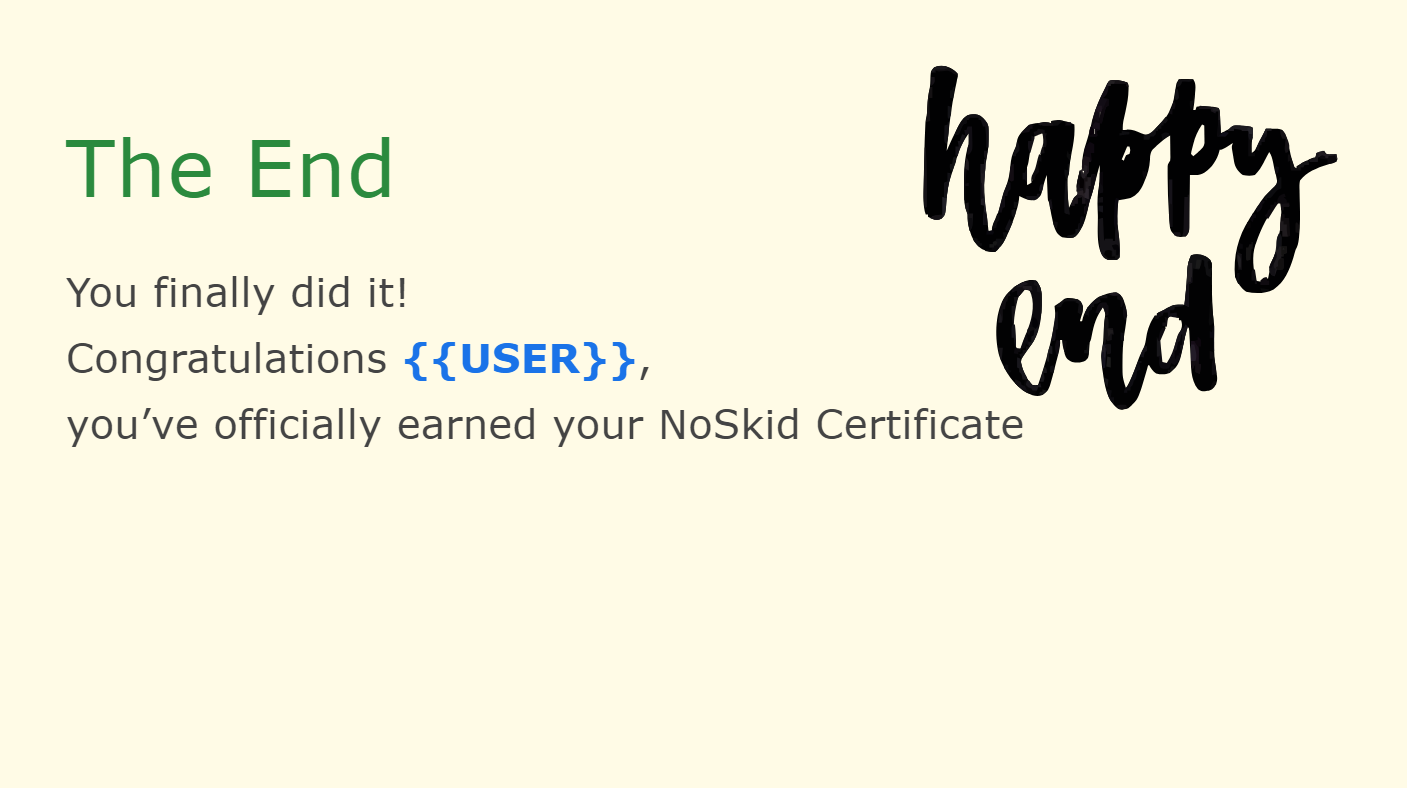 The End
You finally did it!
Congratulations {{USER}},
you’ve officially earned your NoSkid Certificate
happy
end